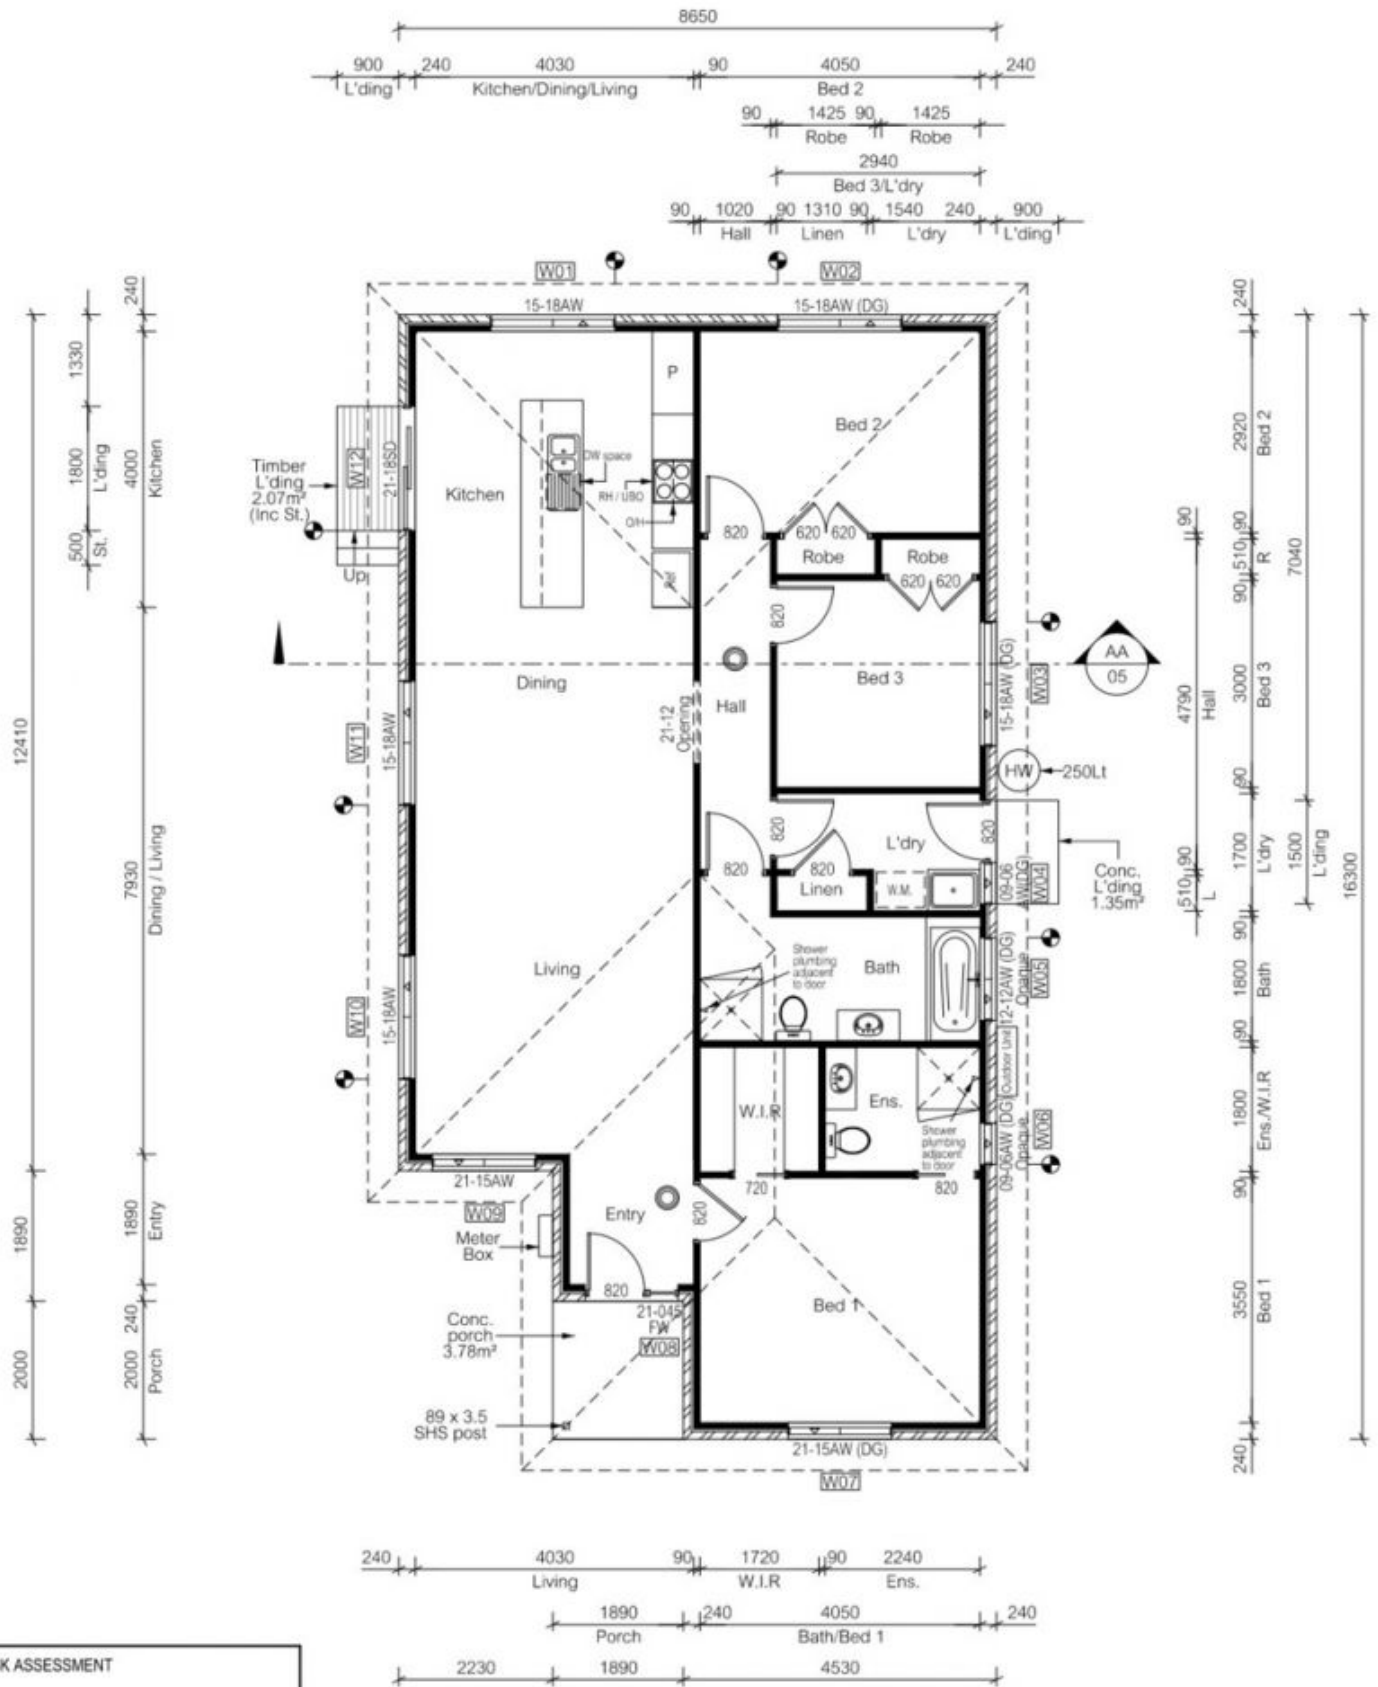 8650
900 240 4030 90 4050 240
L'ding Kitchen/Dining/Living Bed 2
90 1425 90 1425
Robe Robe
2940
Bed 3/L'dry
90 1020 90 1310 90 1540 240 900
Hall Linen L'dry L'ding
W01 W02
15-18AW 15-18AW (DG)
240
240
1330
P
Bed 2
2920
Bed 2
W12
21-18SD
1800
L'ding
4000
Kitchen
Timber
L'ding
2.07m²
(Inc St.)
DW space
Kitchen
RH / UBO
O/H
500
St.
Up
Ref
820
620 620
Robe Robe
620 620
90
90
510
R
90
7040
820
AA
05
Dining
Bed 3
Hall
21-12
Opening
15-18AW (DG)
W03
4790
Hall
3000
Bed 3
12410
W11
15-18AW
HW
250Lt
90
7930
Dining / Living
820
820
L'dry
820
820
Linen
W.M.
09-06
AW(DG)
W04
Conc.
L'ding
1.35m²
90
510
L
1700
L'dry
1500
L'ding
16300
90
Living
Shower
plumbing
adjacent
to door
Bath
W10
15-18AW
12-12AW (DG)
Opaque
W05
1800
Bath
90
Outdoor Unit
W.I.R
Ens.
Shower
plumbing
adjacent
to door
09-06AW (DG)
Opaque
W06
1800
Ens./W.I.R
90
21-15AW
W09
720
820
820
Entry
Meter
Box
1890
1890
Entry
820
21-045
FW
W08
Bed 1
3550
Bed 1
Conc.
porch
3.78m²
240
2000
2000
Porch
89 x 3.5
SHS post
21-15AW (DG)
W07
240
240 4030 90 1720 90 2240
Living W.I.R Ens.
1890 240 4050 240
Porch Bath/Bed 1
K ASSESSMENT
2230 1890 4530